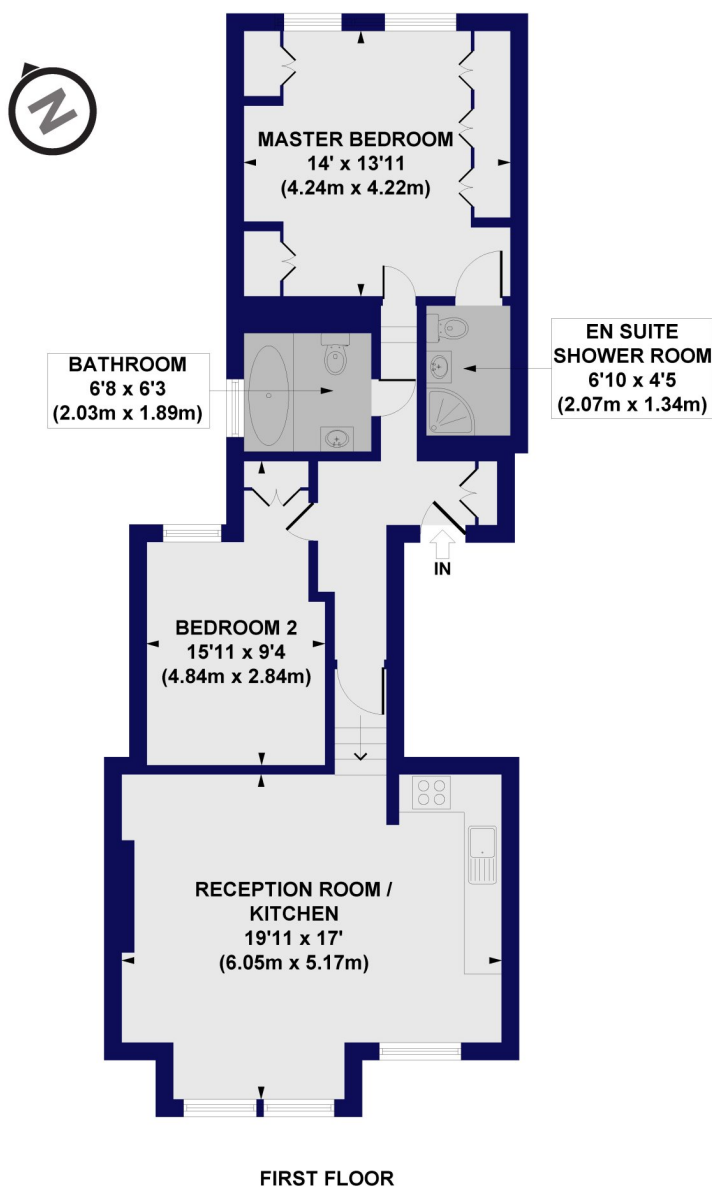 N
MASTER BEDROOM
14' x 13'11
(4.24m x 4.22m)
BATHROOM
6'8 x 6'3
(2.03m x 1.89m)
EN SUITE
SHOWER ROOM
6'10 x 4'5
(2.07m x 1.34m)
IN
BEDROOM 2
15'11 x 9'4
(4.84m x 2.84m)
RECEPTION ROOM /
KITCHEN
19'11 x 17'
(6.05m x 5.17m)
FIRST FLOOR